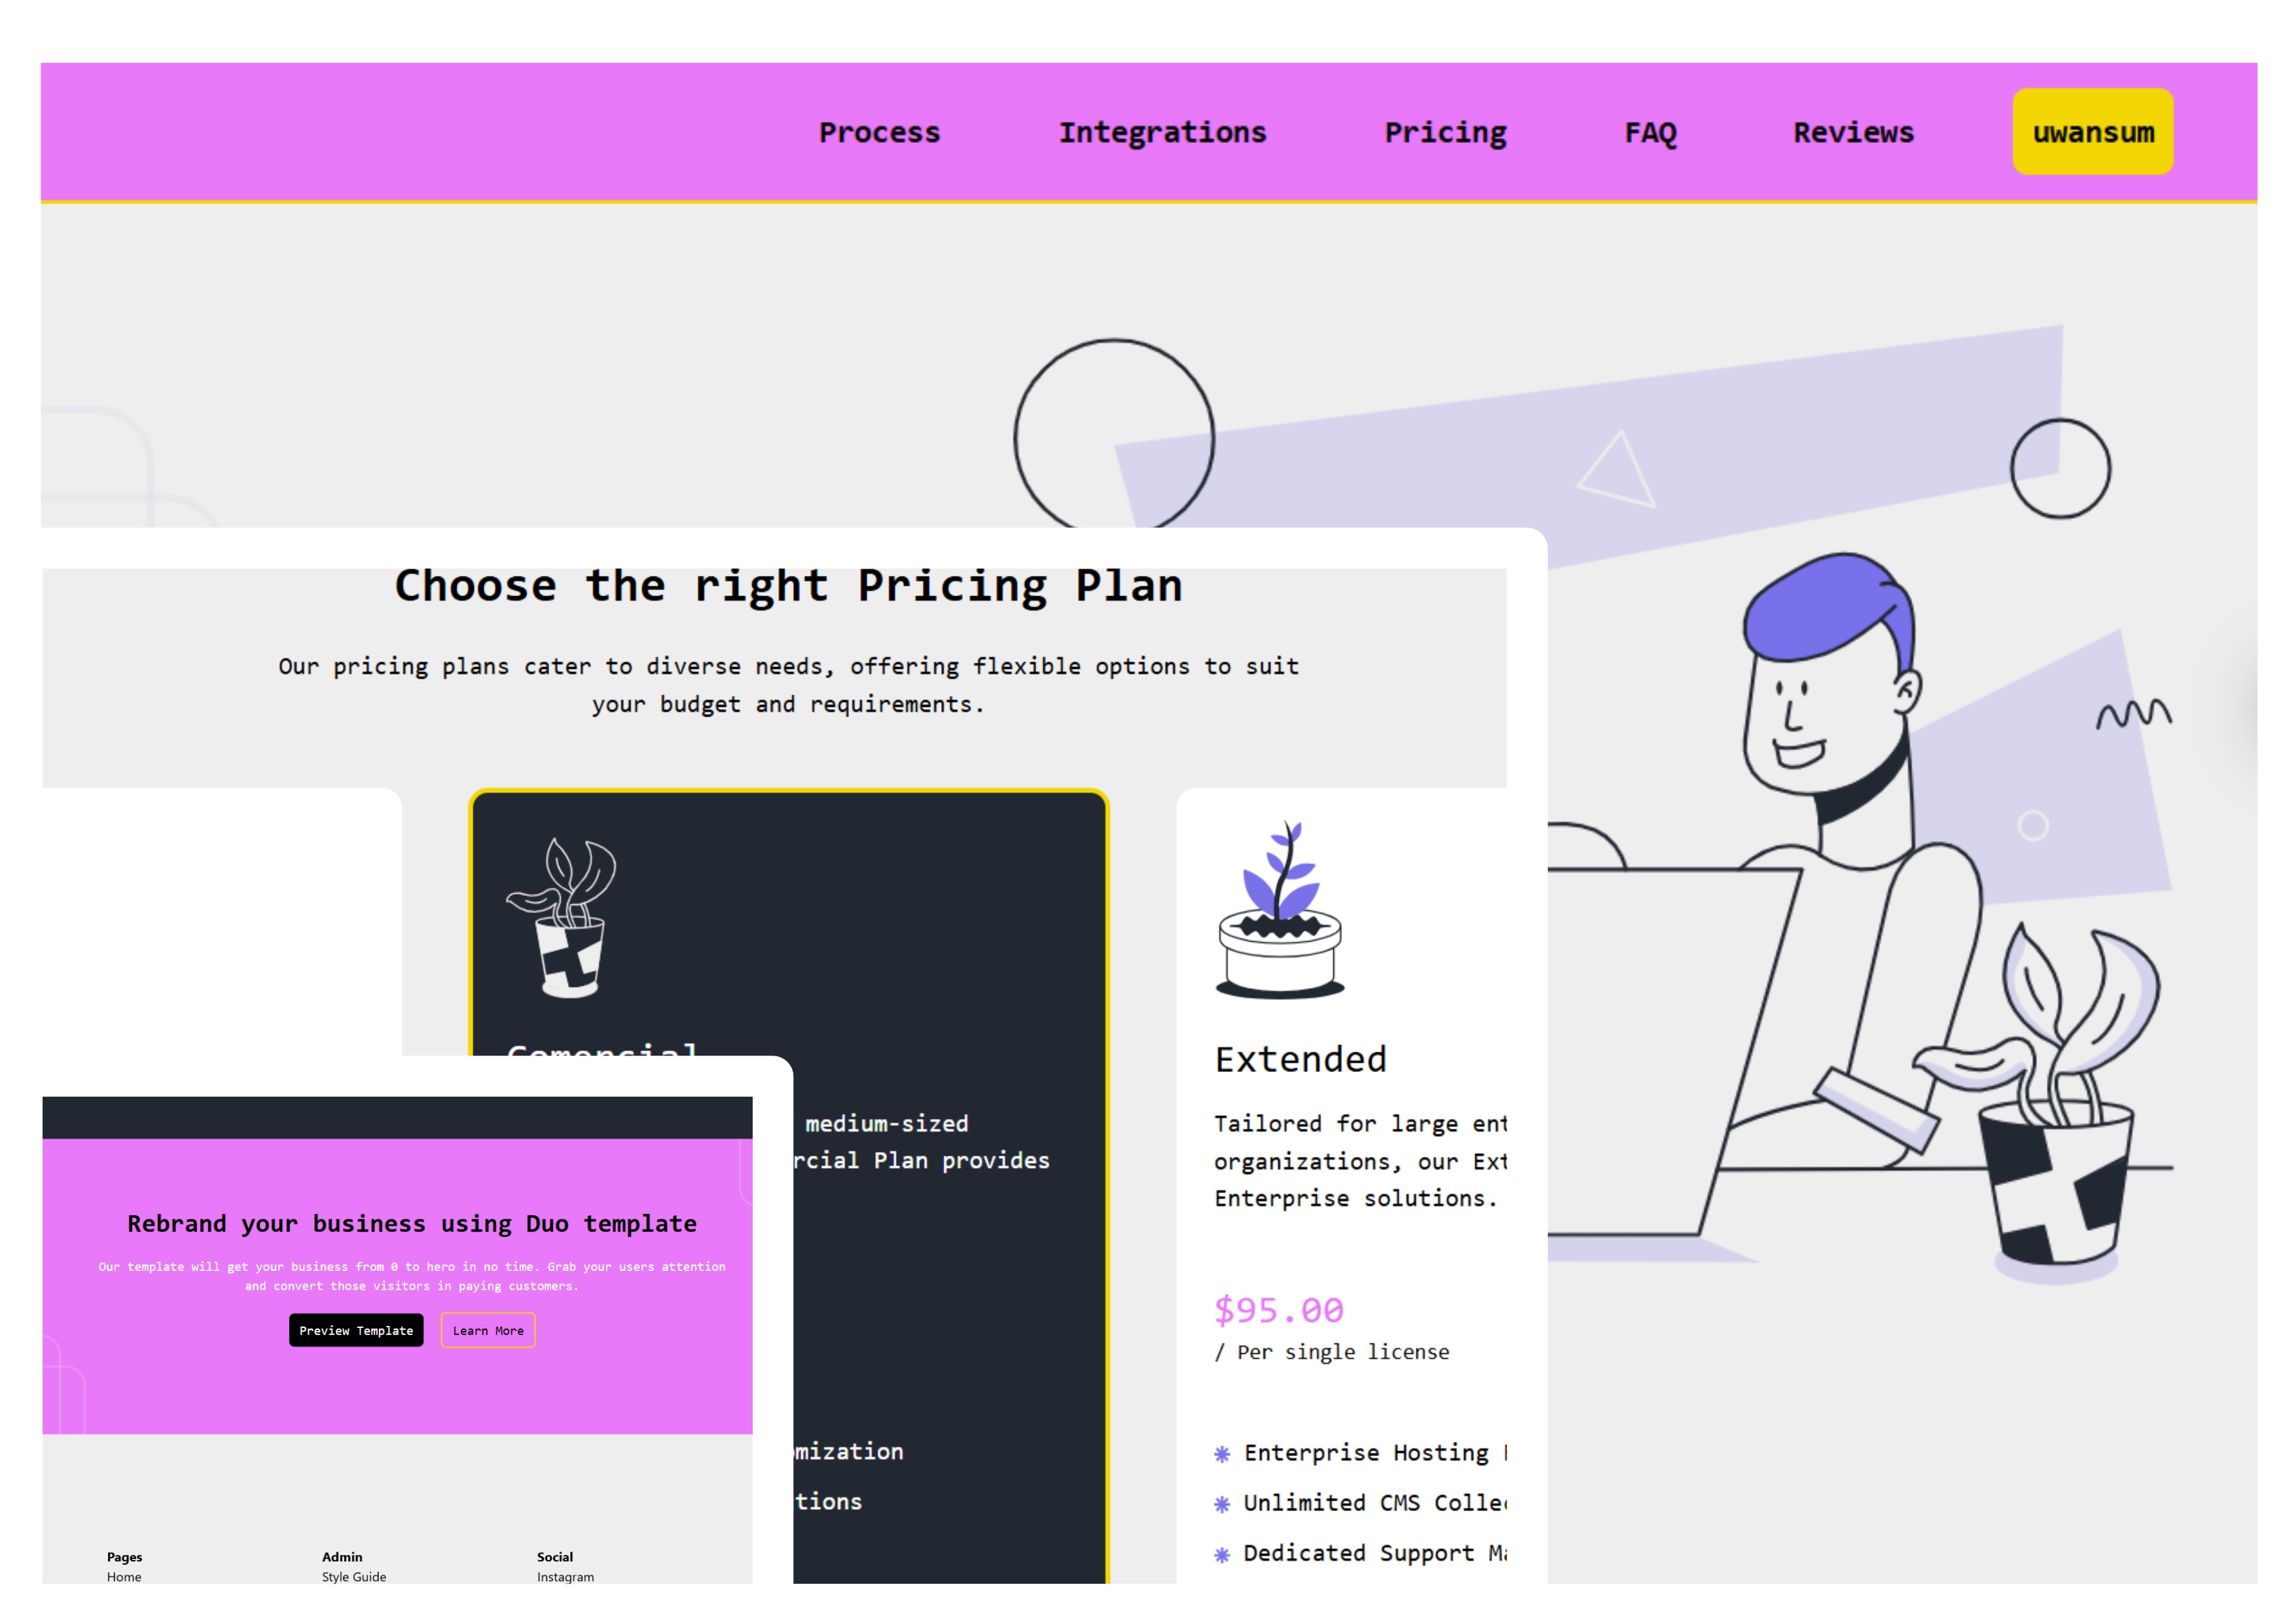 Process Integrations Pricing FAQ Reviews uwansum
Choose the right Pricing Plan
Our pricing plans cater to diverse needs, offering flexible options to suit
your budget and requirements.
Comercial
medium-sized
rcial Plan provides
mization
tions
Extended
Tailored for large ent
organizations, our Ext
Enterprise solutions.
$95.00
/ Per single license
Enterprise Hosting
Unlimited CMS Collec
Dedicated Support Ma
Rebrand your business using Duo template
Our template will get your business from 0 to hero in no time. Grab your users attention
and convert those visitors in paying customers.
Preview Template Learn More
Pages Admin Social
Home Style Guide Instagram